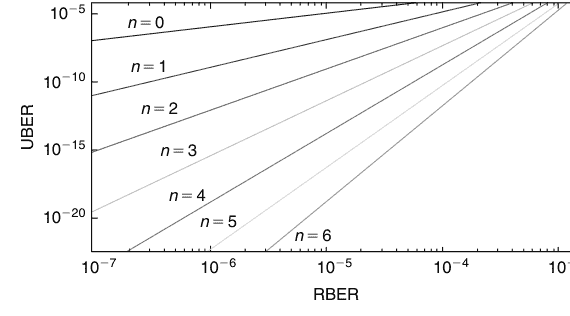 10⁻⁵
n = 0
n = 1
10⁻¹⁰
n = 2
UBER
10⁻¹⁵
n = 3
n = 4
10⁻²⁰
n = 5
n = 6
10⁻⁷
10⁻⁶
10⁻⁵
10⁻⁴
10⁻
RBER